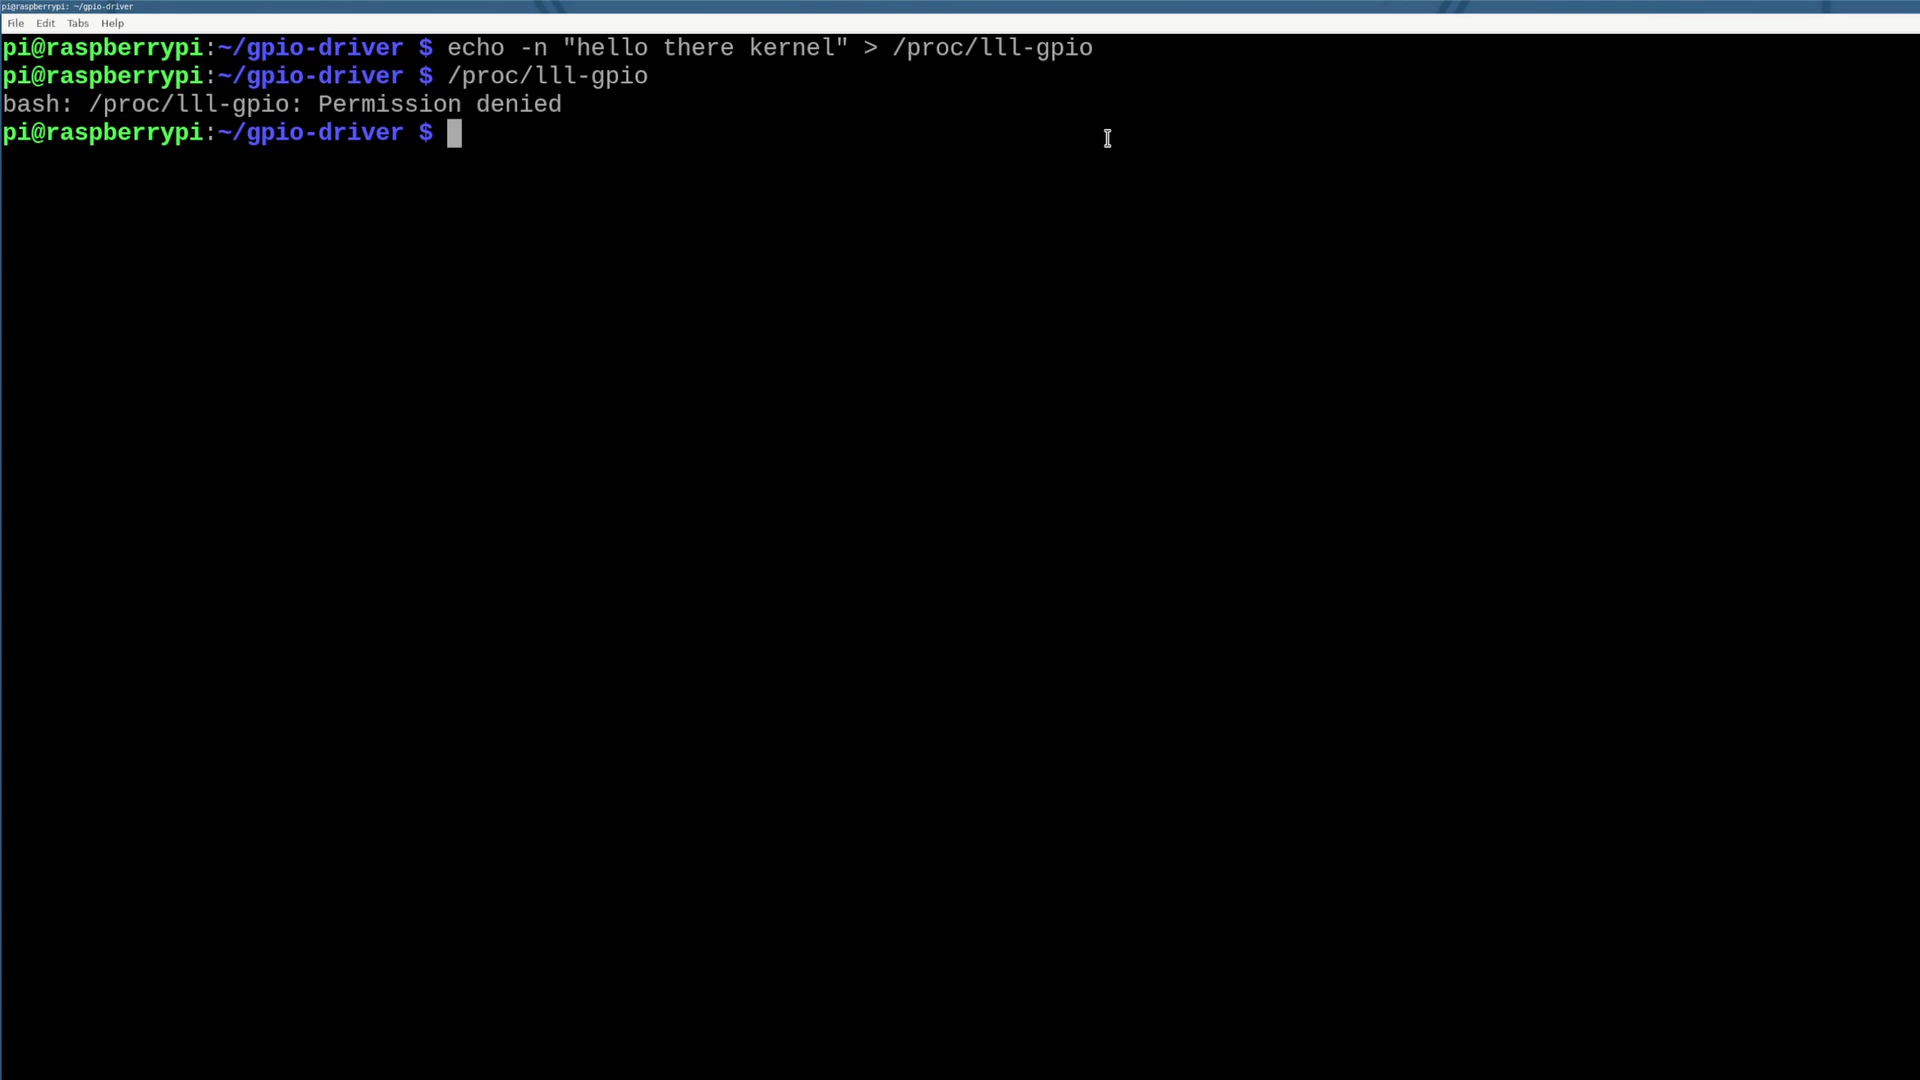 pi@raspberrypi: ~/gpio-driver
File Edit Tabs Help
pi@raspberrypi:~/gpio-driver $ echo -n "hello there kernel" > /proc/lll-gpio
pi@raspberrypi:~/gpio-driver $ /proc/lll-gpio
bash: /proc/lll-gpio: Permission denied
pi@raspberrypi:~/gpio-driver $